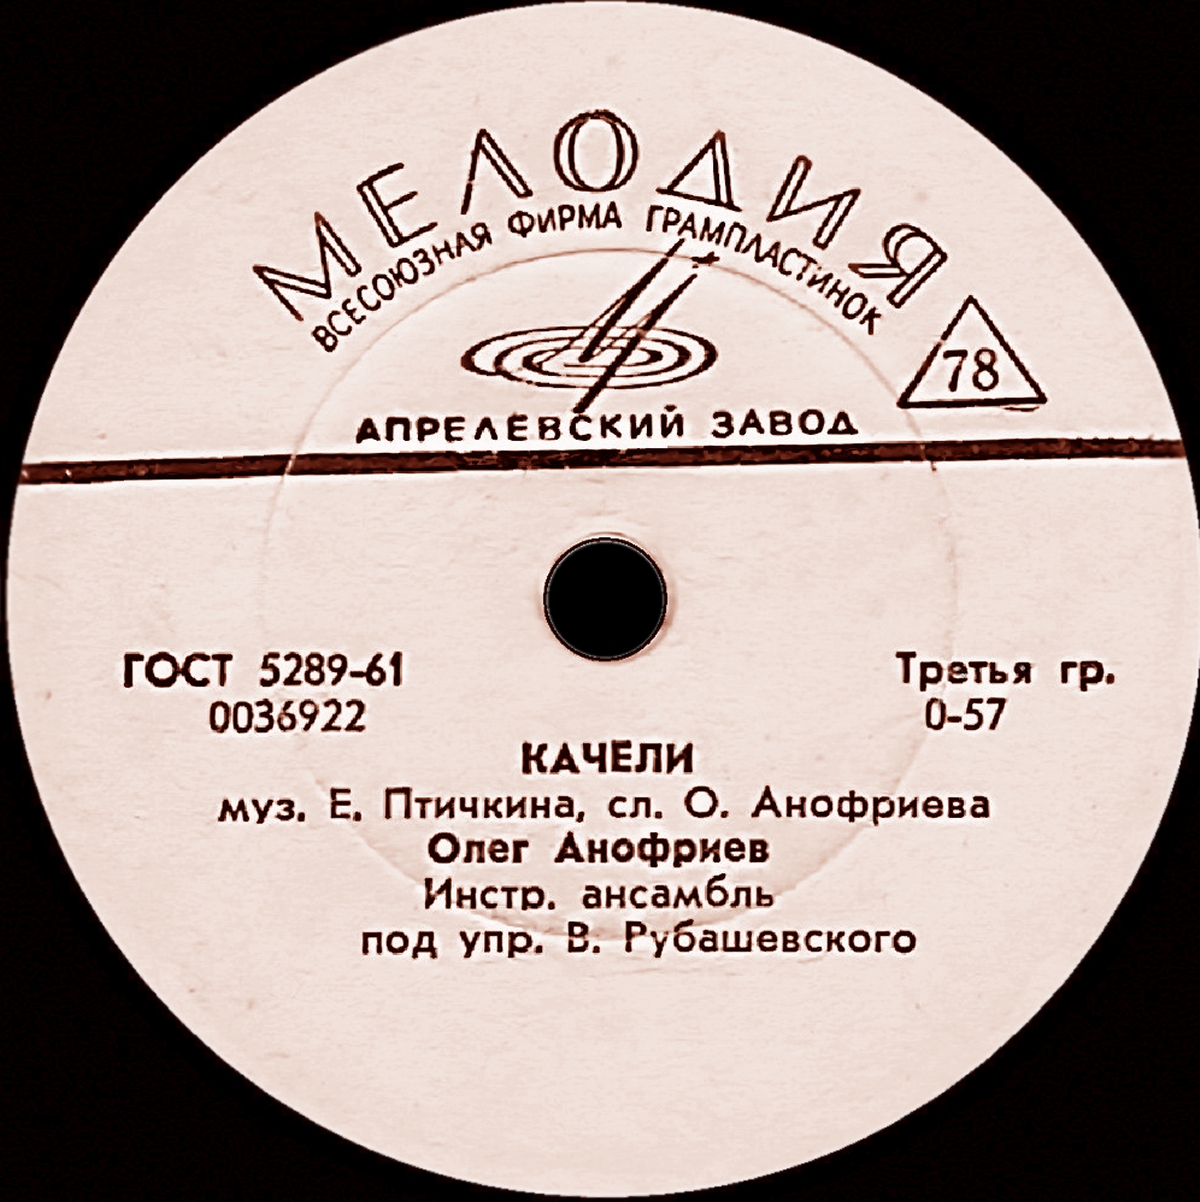 МЕЛОДИЯ
ВСЕСОЮЗНАЯ ФИРМА ГРАМПЛАСТИНОК
78
АПРЕЛЕВСКИЙ ЗАВОД
ГОСТ 5289-61
Третья гр.
0036922
0-57
КАЧЕЛИ
муз. Е. Птичкина, сл. О. Анофриева
Олег Анофриев
Инстр. ансамбль
под упр. В. Рубашевского